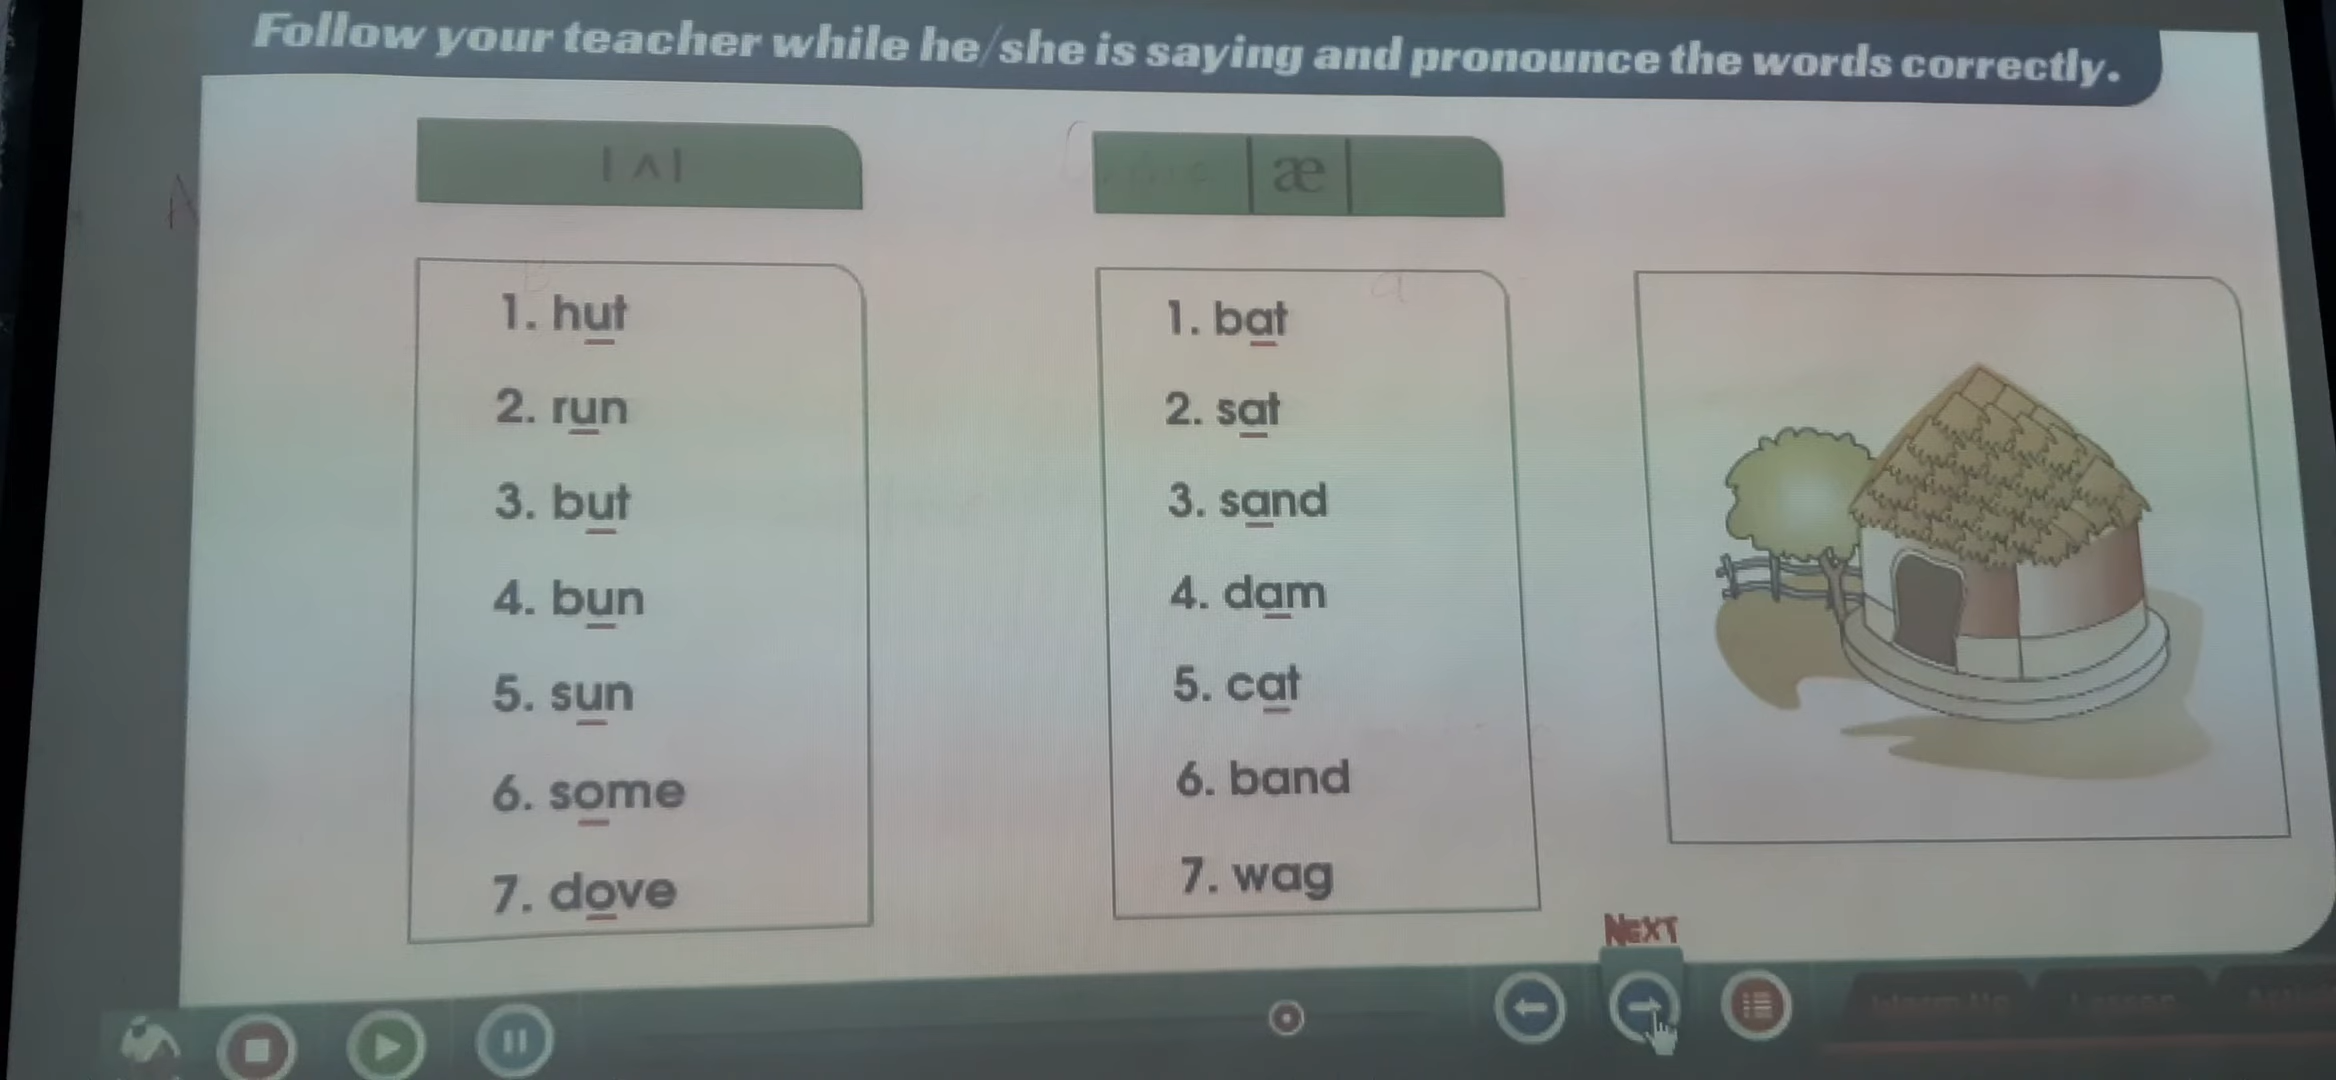 Follow your teacher while he/she is saying and pronounce the words correctly.
| ʌ |
1. hut
2. run
3. but
4. bun
5. sun
6. some
7. dove
| æ |
1. bat
2. sat
3. sand
4. dam
5. cat
6. band
7. wag
NEXT